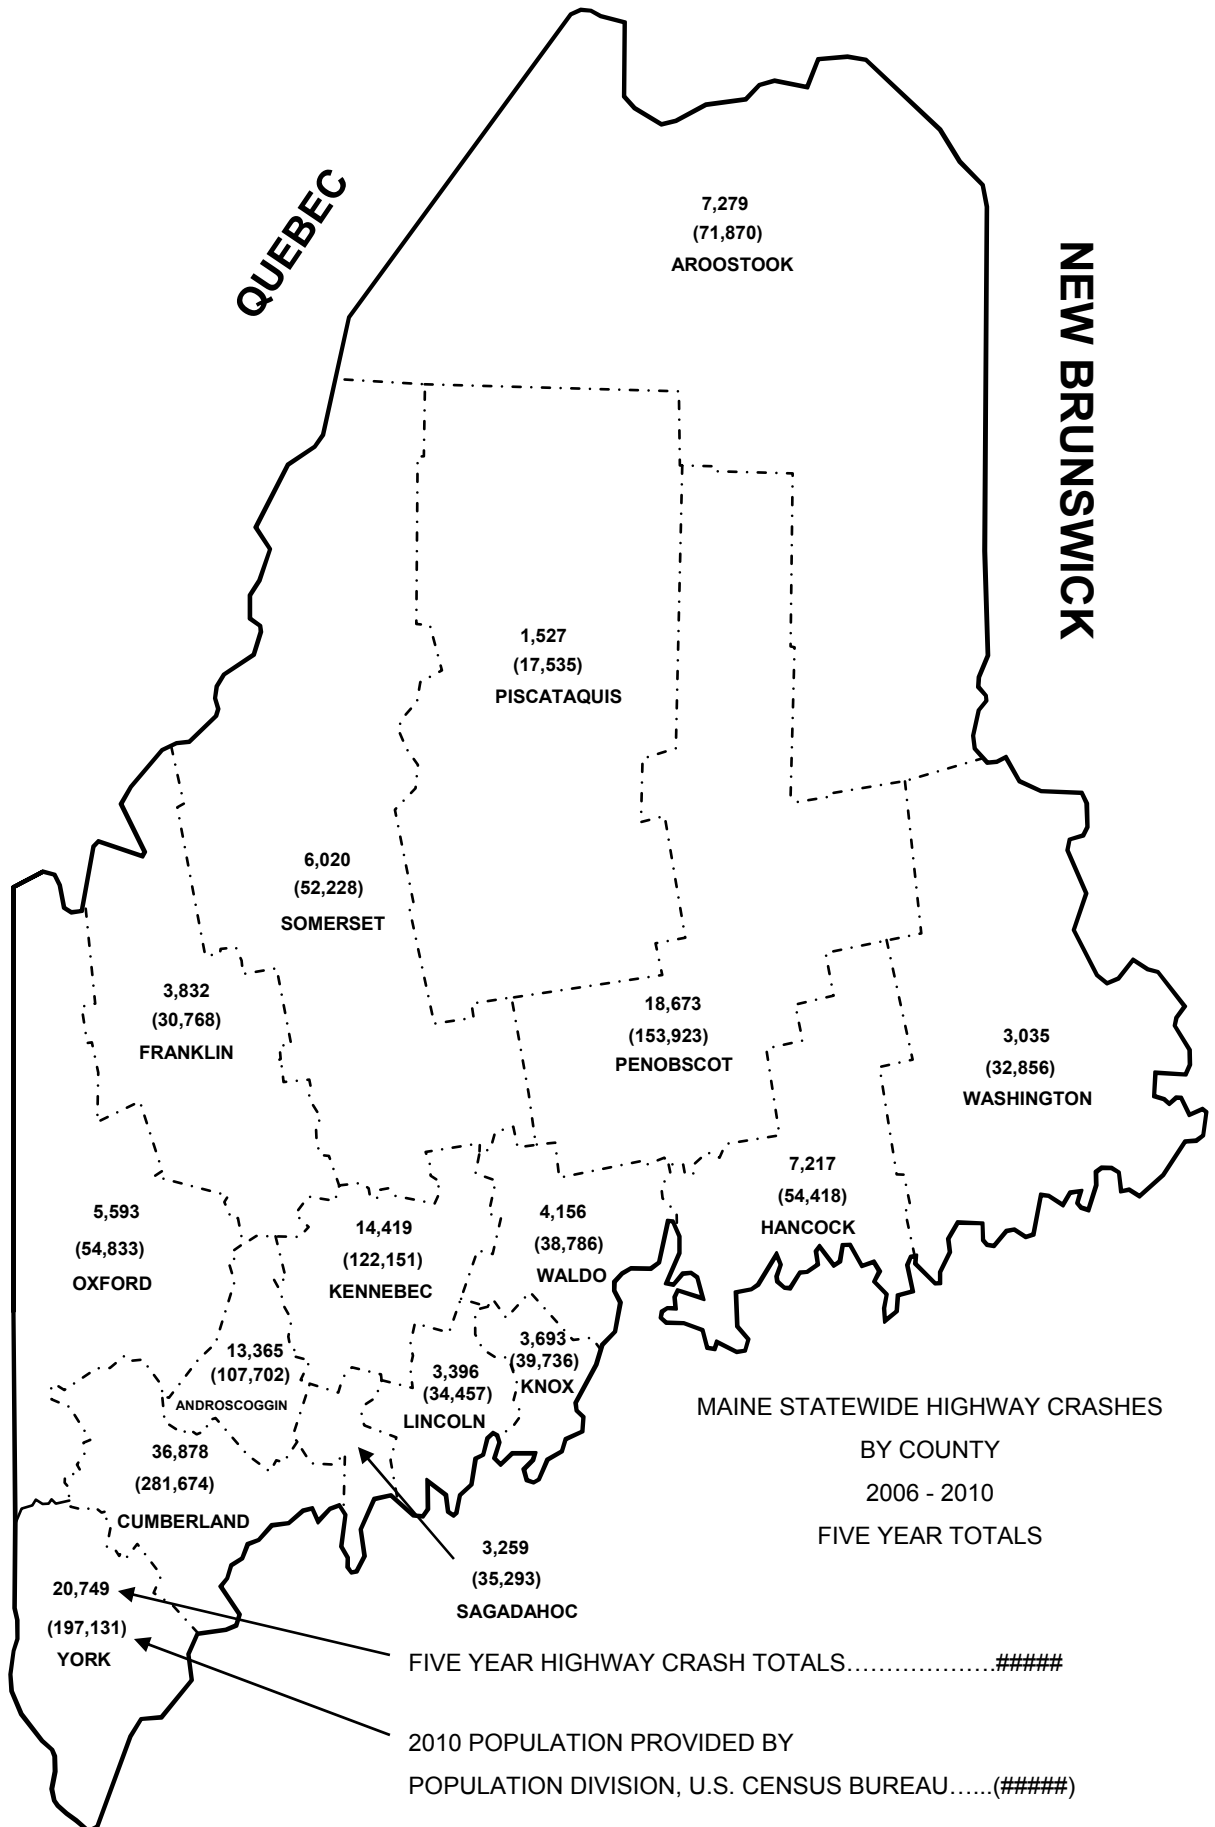 QUEBEC
NEW BRUNSWICK
7,279
(71,870)
AROOSTOOK
1,527
(17,535)
PISCATAQUIS
6,020
(52,228)
SOMERSET
3,832
(30,768)
FRANKLIN
18,673
(153,923)
PENOBSCOT
3,035
(32,856)
WASHINGTON
7,217
(54,418)
HANCOCK
5,593
(54,833)
OXFORD
14,419
(122,151)
KENNEBEC
4,156
(38,786)
WALDO
13,365
(107,702)
ANDROSCOGGIN
3,396
(34,457)
LINCOLN
3,693
(39,736)
KNOX
36,878
(281,674)
CUMBERLAND
3,259
(35,293)
SAGADAHOC
20,749
(197,131)
YORK
MAINE STATEWIDE HIGHWAY CRASHES
BY COUNTY
2006 - 2010
FIVE YEAR TOTALS
FIVE YEAR HIGHWAY CRASH TOTALS……………….#####
2010 POPULATION PROVIDED BY
POPULATION DIVISION, U.S. CENSUS BUREAU…...(#####)